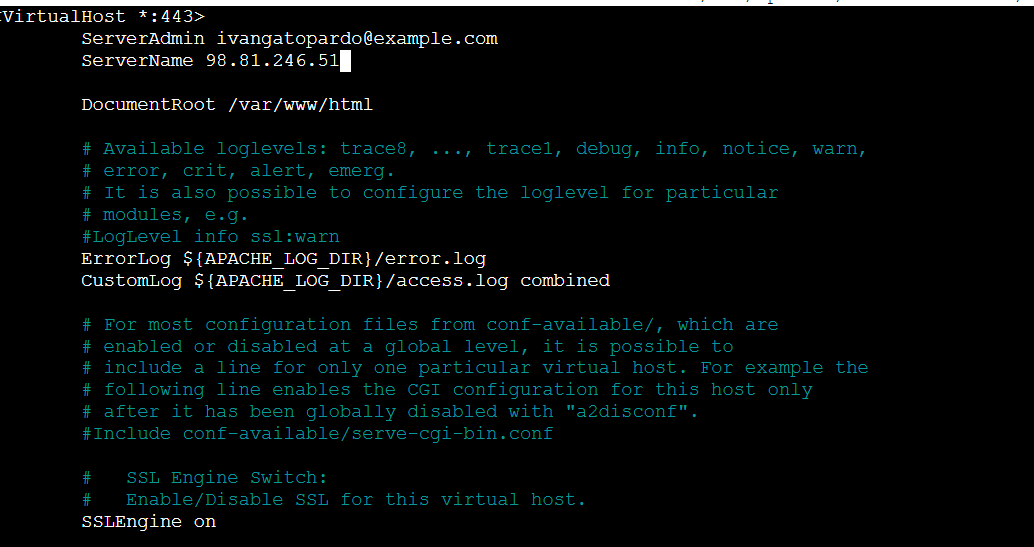 VirtualHost *:443>
ServerAdmin ivangatopardo@example.com
ServerName 98.81.246.51
DocumentRoot /var/www/html
# Available loglevels: trace8, ..., trace1, debug, info, notice, warn,
# error, crit, alert, emerg.
# It is also possible to configure the loglevel for particular
# modules, e.g.
#LogLevel info ssl:warn
ErrorLog ${APACHE_LOG_DIR}/error.log
CustomLog ${APACHE_LOG_DIR}/access.log combined
# For most configuration files from conf-available/, which are
# enabled or disabled at a global level, it is possible to
# include a line for only one particular virtual host. For example the
# following line enables the CGI configuration for this host only
# after it has been globally disabled with "a2disconf".
#Include conf-available/serve-cgi-bin.conf
#   SSL Engine Switch:
#   Enable/Disable SSL for this virtual host.
SSLEngine on